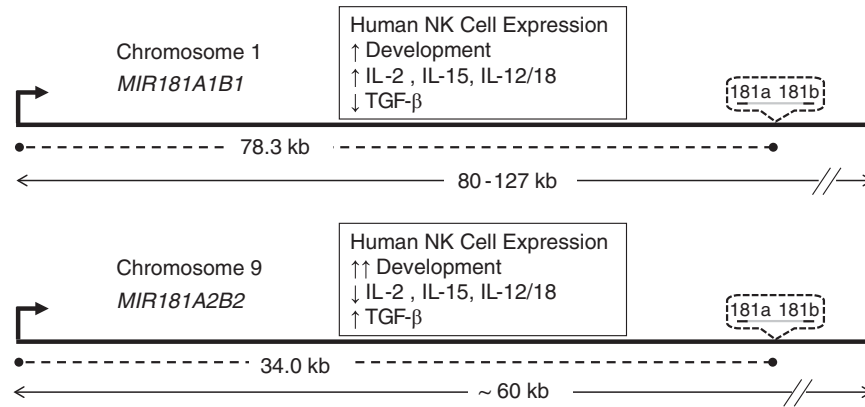 Chromosome 1
MIR181A1B1
Human NK Cell Expression
↑ Development
↑ IL-2 , IL-15, IL-12/18
↓ TGF-β
181a 181b
78.3 kb
80 -127 kb
Chromosome 9
MIR181A2B2
Human NK Cell Expression
↑↑ Development
↓ IL-2 , IL-15, IL-12/18
↑ TGF-β
181a 181b
34.0 kb
~ 60 kb